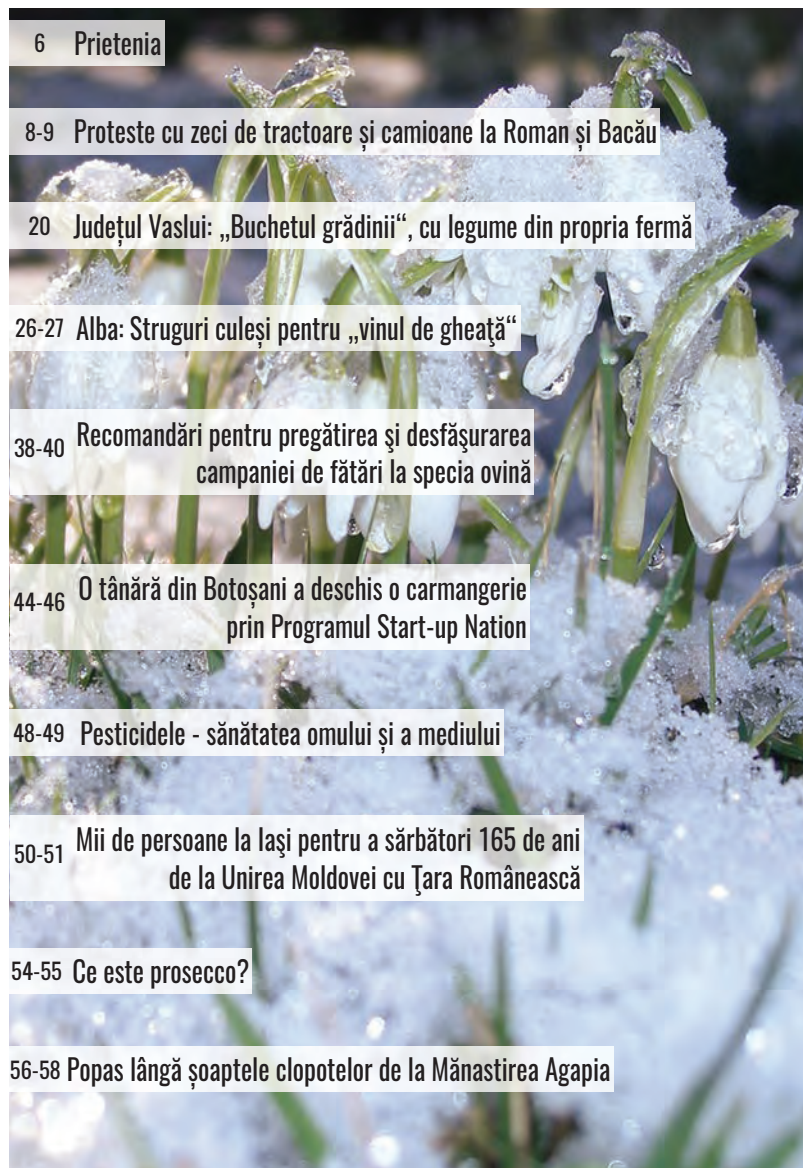 6 Prietenia
8-9 Proteste cu zeci de tractoare și camioane la Roman și Bacău
20 Județul Vaslui: „Buchetul grădinii“, cu legume din propria fermă
26-27 Alba: Struguri culeși pentru „vinul de gheaţă“
38-40 Recomandări pentru pregătirea şi desfăşurarea
campaniei de fătări la specia ovină
44-46 O tânără din Botoșani a deschis o carmangerie
prin Programul Start-up Nation
48-49 Pesticidele - sănătatea omului și a mediului
50-51 Mii de persoane la Iaşi pentru a sărbători 165 de ani
de la Unirea Moldovei cu Ţara Românească
54-55 Ce este prosecco?
56-58 Popas lângă șoaptele clopotelor de la Mănastirea Agapia